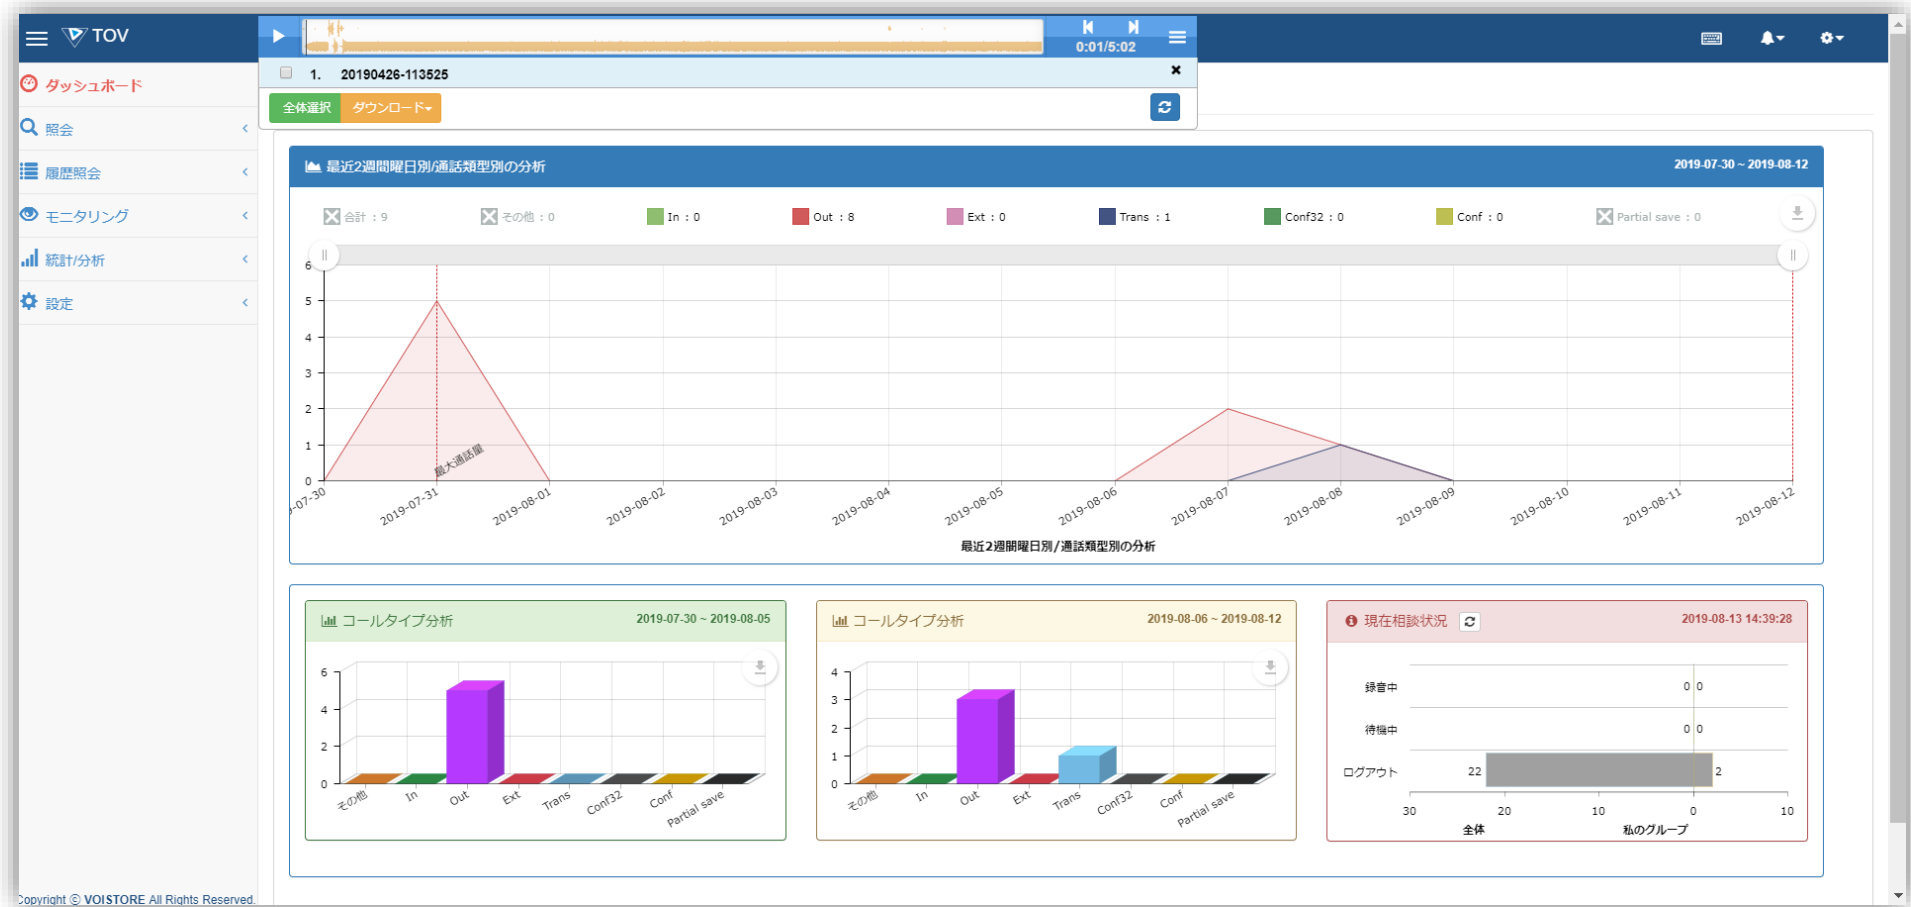 TOV
0:01/5:02
1. 20190426-113525
全体選択 ダウンロード
ダッシュボード
照会
履歴照会
モニタリング
統計/分析
設定
最近2週間曜日別/通話類型別の分析 2019-07-30 ~ 2019-08-12
合計 : 9 その他 : 0 In : 0 Out : 8 Ext : 0 Trans : 1 Conf32 : 0 Conf : 0 Partial save : 0
6
5
4
3
2
1
0
最大通話量
-07-30 2019-07-31 2019-08-01 2019-08-02 2019-08-03 2019-08-04 2019-08-05 2019-08-06 2019-08-07 2019-08-08 2019-08-09 2019-08-10 2019-08-11 2019-08-12
最近2週間曜日別/通話類型別の分析
コールタイプ分析 2019-07-30 ~ 2019-08-05
6
4
2
0
その他 In Out Ext Trans Conf32 Conf Partial save
コールタイプ分析 2019-08-06 ~ 2019-08-12
4
3
2
1
0
その他 In Out Ext Trans Conf32 Conf Partial save
現在相談状況 2019-08-13 14:39:28
録音中 0 0
待機中 0 0
ログアウト 22 2
30 20 10 0 10
全体 私のグループ
Copyright ⓒ VOISTORE All Rights Reserved.